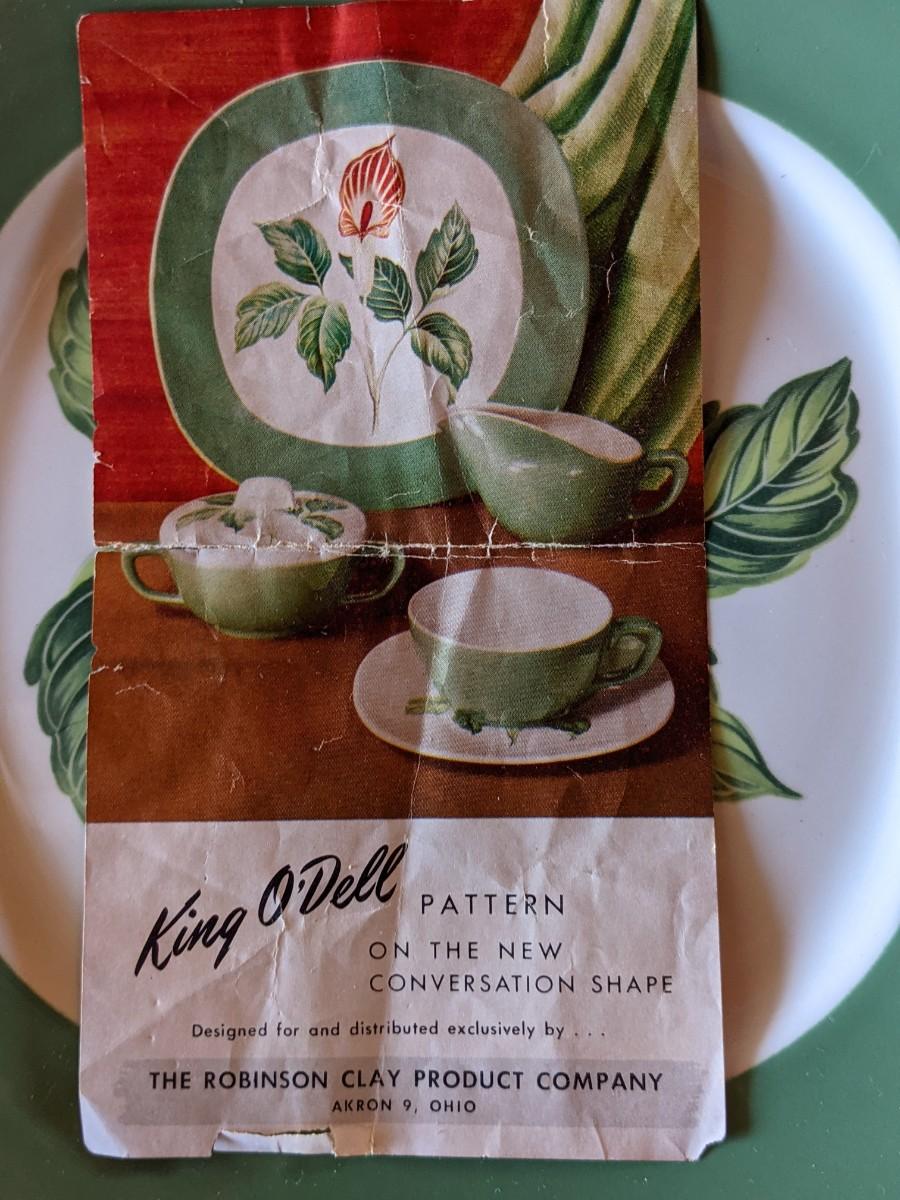 King O'Dell PATTERN
ON THE NEW
CONVERSATION SHAPE
Designed for and distributed exclusively by . . .
THE ROBINSON CLAY PRODUCT COMPANY
AKRON 9, OHIO